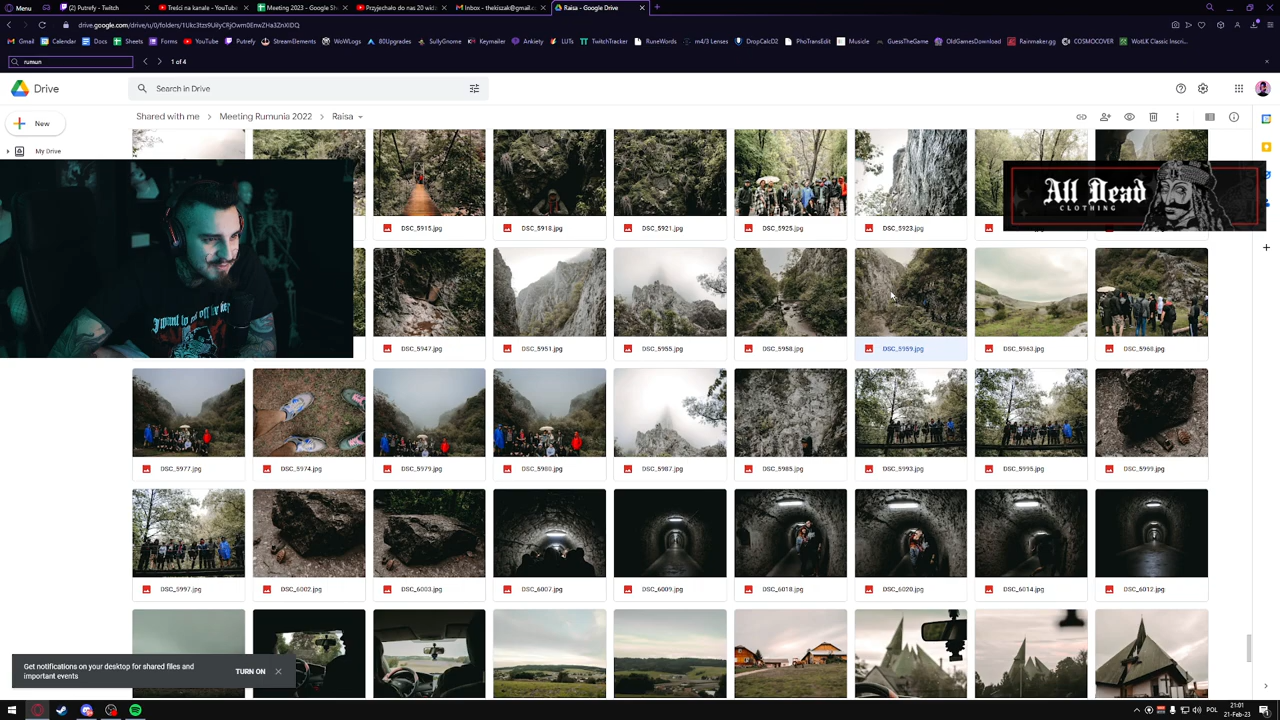 Menu
(2) Putrefy - Twitch
Treści na kanale - YouTube
Meeting 2023 - Google Sh
Przyjechało do nas 20 widz
Inbox - thekiszak@gmail.c
Raisa - Google Drive
drive.google.com/drive/u/0/folders/
Gmail Calendar Docs Sheets Forms YouTube Putrefy StreamElements WoWLogs 80Upgrades SullyGnome Keymailer Ankiety LUTs TwitchTracker RuneWords m4/3 Lenses DropCalcD2 PhoTransEdit Musicle GuessTheGame OldGamesDownload Rainmaker.gg COSMOCOVER WotLK Classic Inscri...
rumun
1 of 4
Drive
Search in Drive
New
Shared with me > Meeting Rumunia 2022 > Raisa
My Drive
All Dead
CLOTHING
DSC_5915.jpg
DSC_5918.jpg
DSC_5921.jpg
DSC_5925.jpg
DSC_5923.jpg
DSC_5947.jpg
DSC_5951.jpg
DSC_5955.jpg
DSC_5958.jpg
DSC_5959.jpg
DSC_5963.jpg
DSC_5968.jpg
DSC_5977.jpg
DSC_5974.jpg
DSC_5979.jpg
DSC_5980.jpg
DSC_5987.jpg
DSC_5985.jpg
DSC_5993.jpg
DSC_5995.jpg
DSC_5999.jpg
DSC_5997.jpg
DSC_6002.jpg
DSC_6003.jpg
DSC_6007.jpg
DSC_6009.jpg
DSC_6018.jpg
DSC_6020.jpg
DSC_6014.jpg
DSC_6012.jpg
Get notifications on your desktop for shared files and
important events
TURN ON
POL
21:01
21-Feb-23